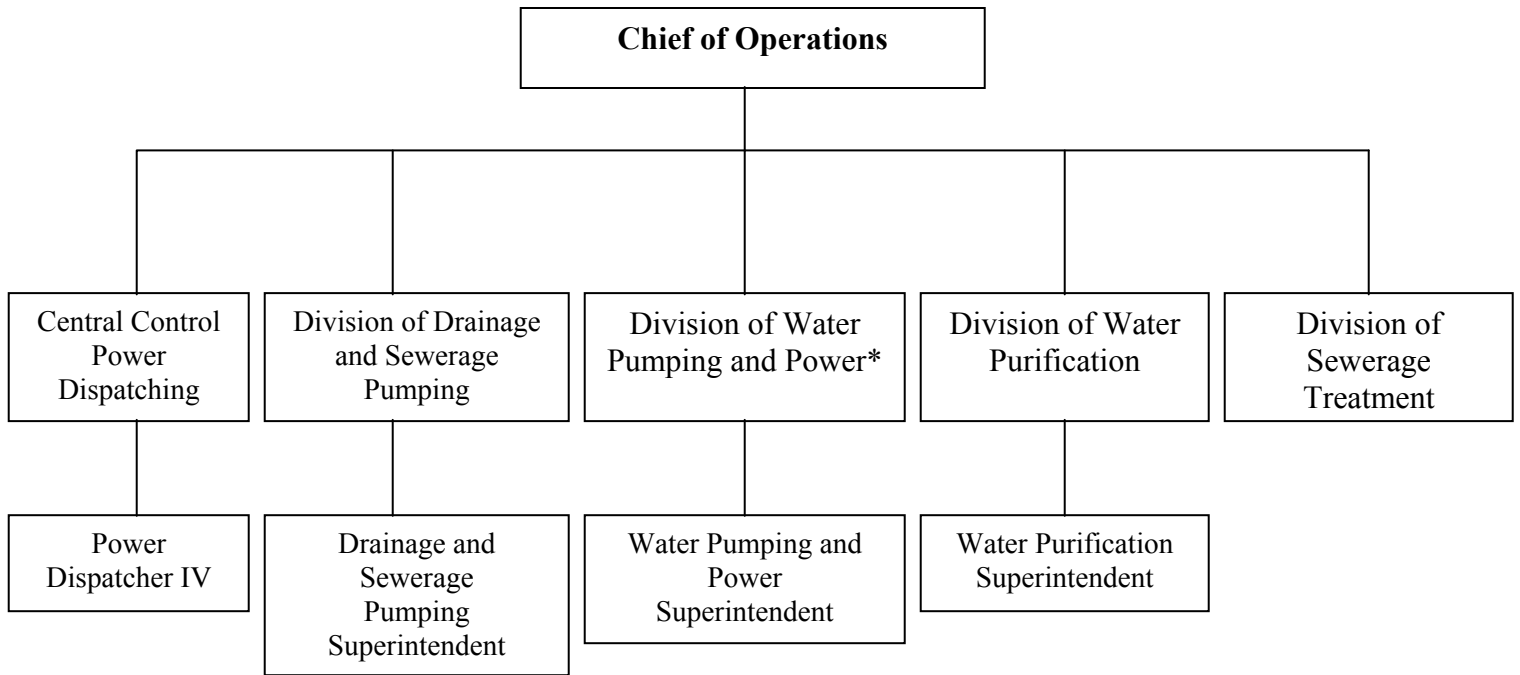 Chief of Operations
Central Control
Power
Dispatching
Division of Drainage
and Sewerage
Pumping
Division of Water
Pumping and Power*
Division of Water
Purification
Division of
Sewerage
Treatment
Power
Dispatcher IV
Drainage and
Sewerage
Pumping
Superintendent
Water Pumping and
Power
Superintendent
Water Purification
Superintendent